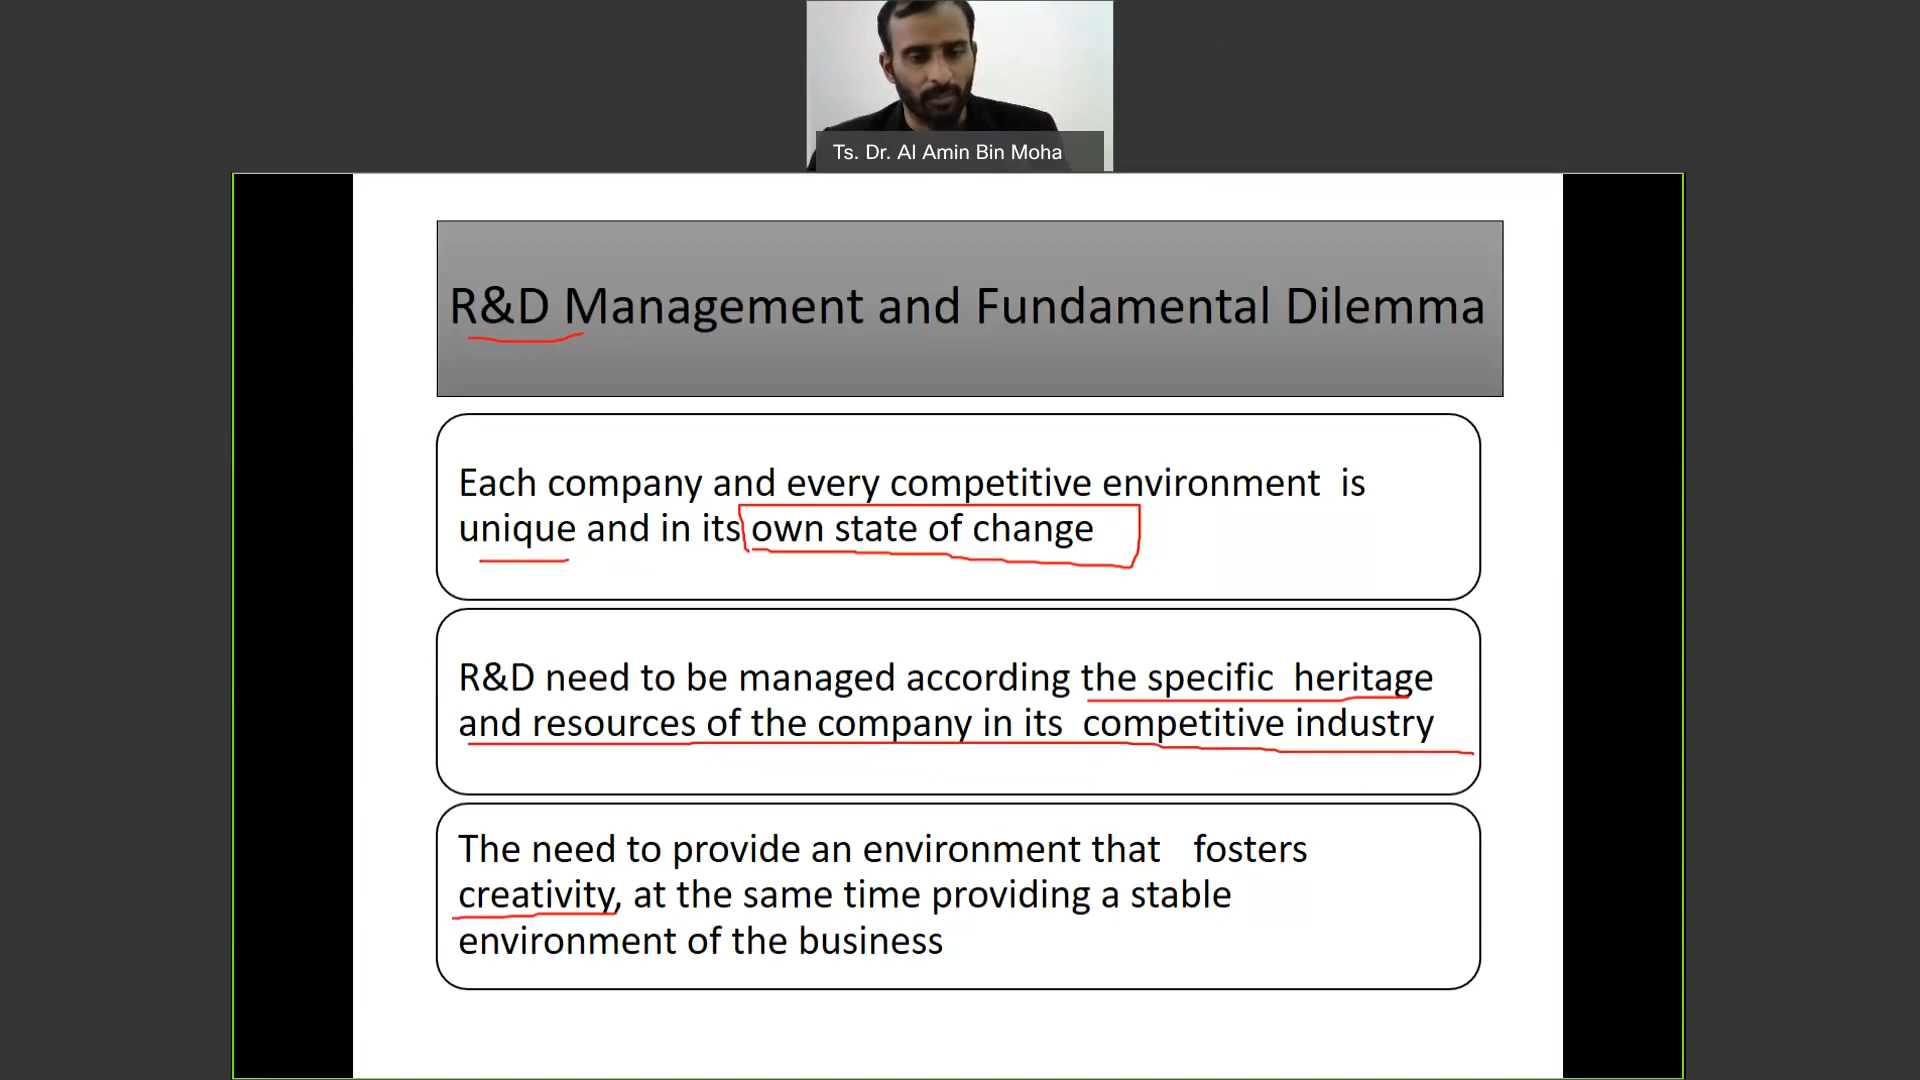 Ts. Dr. Al Amin Bin Moha
R&D Management and Fundamental Dilemma
Each company and every competitive environment is
unique and in its own state of change
R&D need to be managed according the specific heritage
and resources of the company in its competitive industry
The need to provide an environment that fosters
creativity, at the same time providing a stable
environment of the business